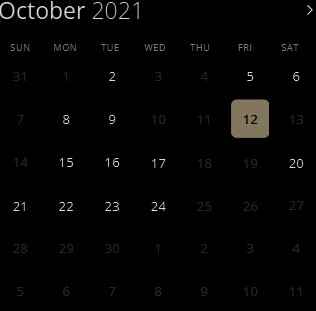 October 2021
SUN MON TUE WED THU FRI SAT
31 1 2 3 4 5 6
7 8 9 10 11 12 13
14 15 16 17 18 19 20
21 22 23 24 25 26 27
28 29 30 1 2 3 4
5 6 7 8 9 10 11